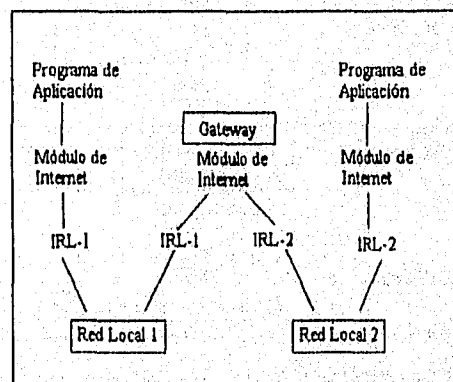 Programa de
Aplicación
Programa de
Aplicación
Gateway
Módulo de
Internet
Módulo de
Internet
Módulo de
Internet
IRL-1
IRL-1
IRL-2
IRL-2
Red Local 1
Red Local 2